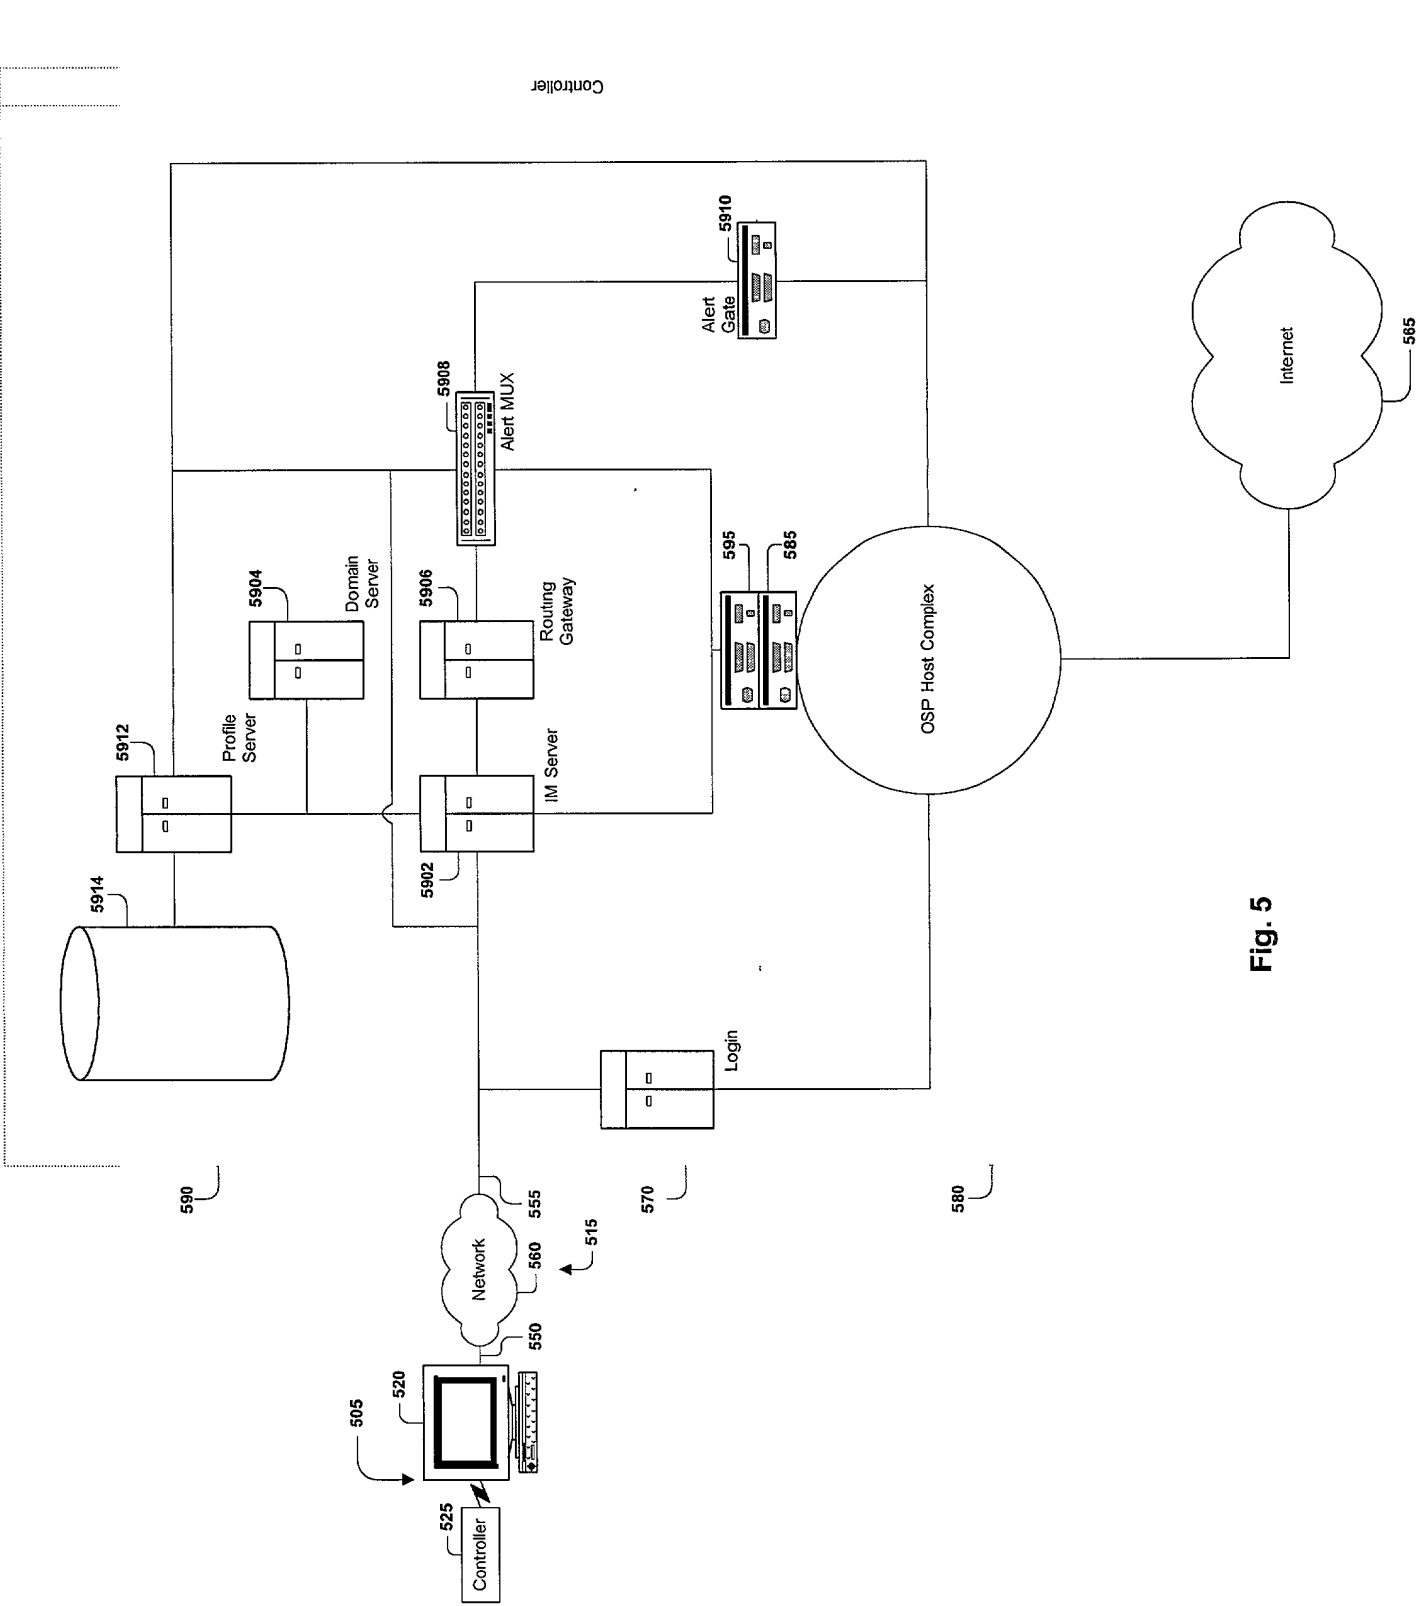 Controller
5910
Alert
Gate
5908
Alert MUX
565
Internet
5904
Domain
Server
5906
Routing
Gateway
595
585
OSP Host Complex
5912
Profile
Server
IM Server
5902
5914
Login
590
570
580
555
Network
560
515
550
520
505
525
Controller
Fig. 5